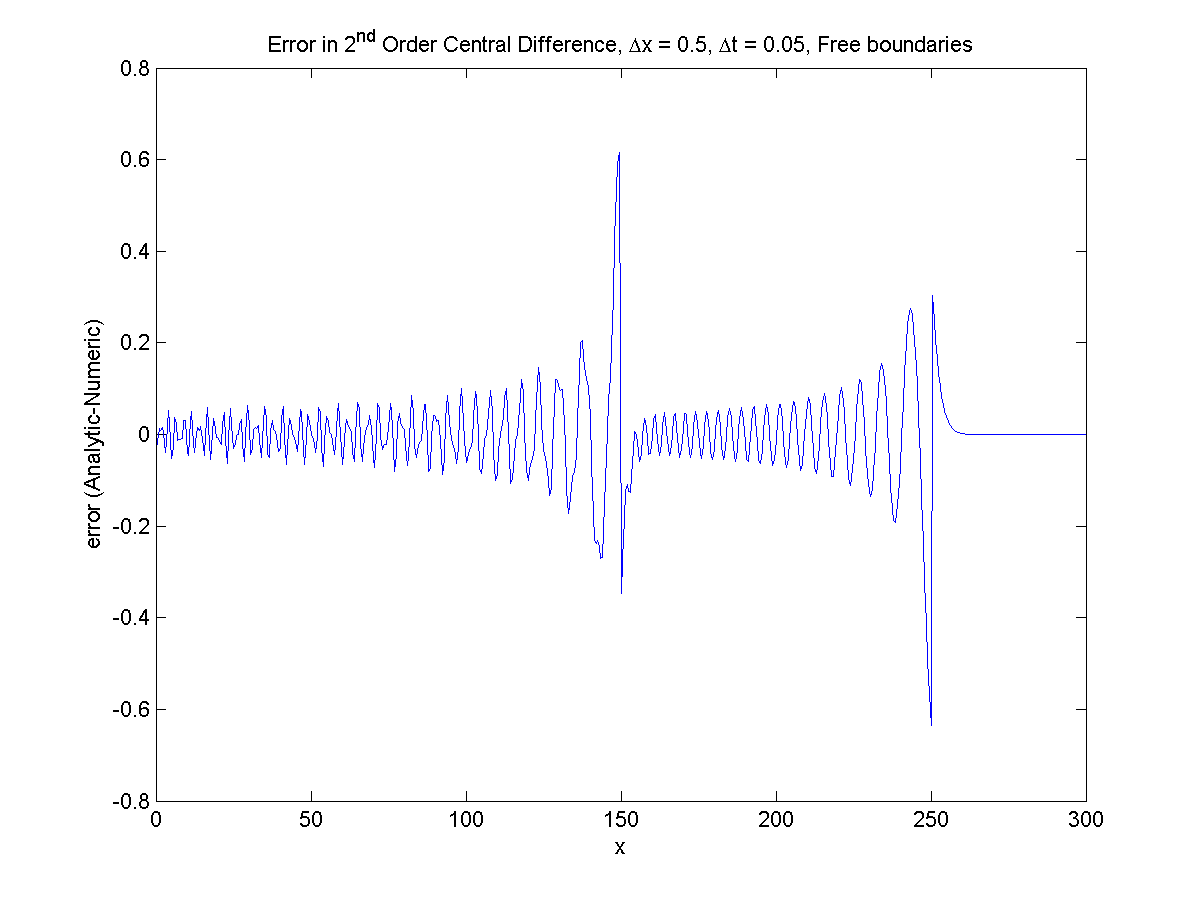 Error in 2nd Order Central Difference, Δx = 0.5, Δt = 0.05, Free boundaries
0.8
0.6
0.4
0.2
0
-0.2
-0.4
-0.6
-0.8
error (Analytic-Numeric)
0 50 100 150 200 250 300
x